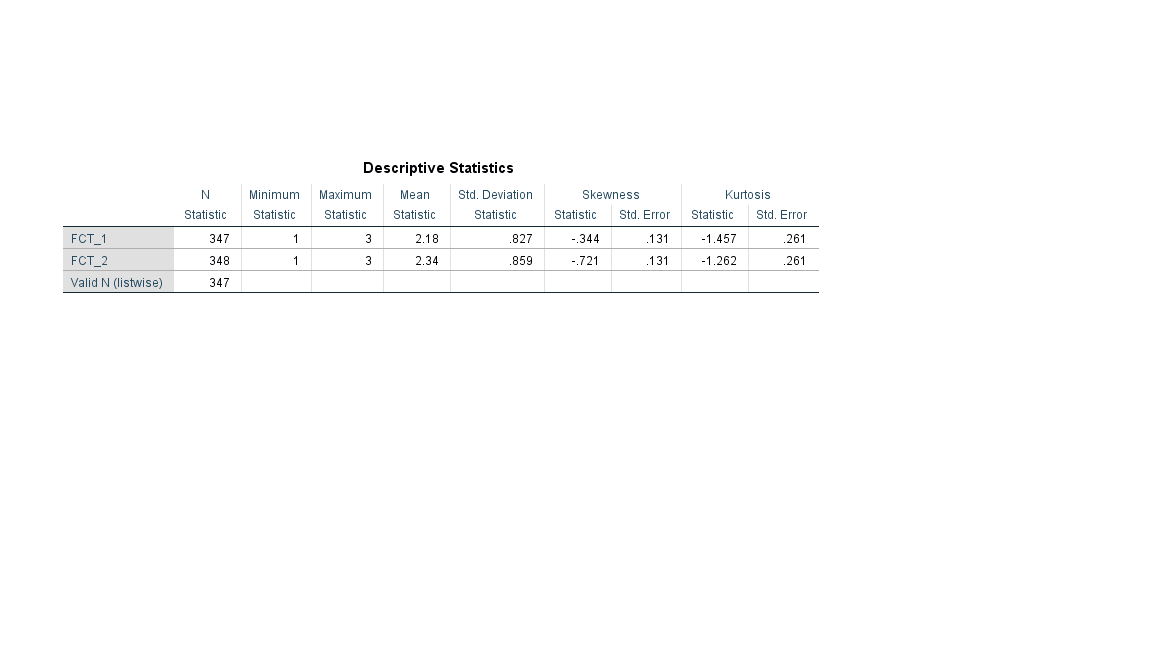 Descriptive Statistics
N Minimum Maximum Mean Std. Deviation Skewness Kurtosis
Statistic Statistic Statistic Statistic Statistic Statistic Std. Error Statistic Std. Error
FCT_1 347 1 3 2.18 .827 -.344 .131 -1.457 .261
FCT_2 348 1 3 2.34 .859 -.721 .131 -1.262 .261
Valid N (listwise) 347